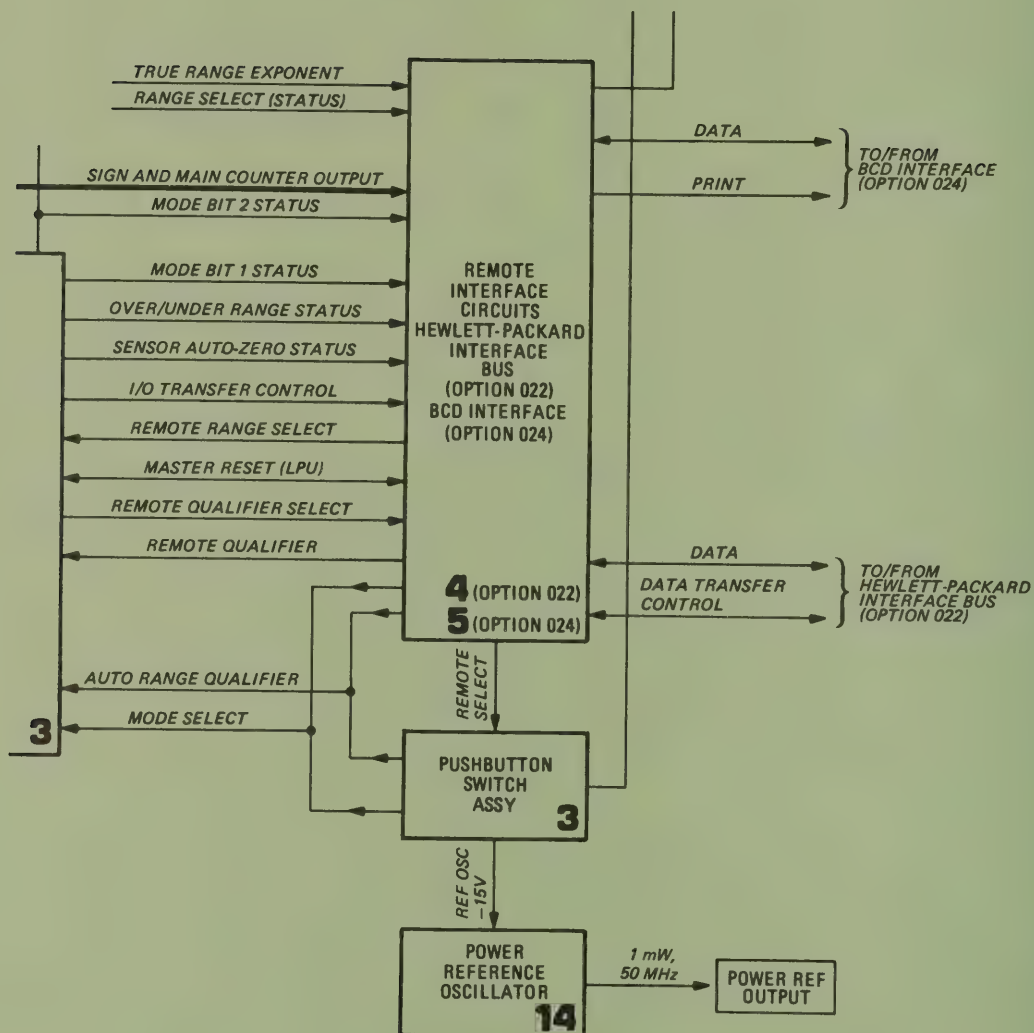 TRUE RANGE EXPONENT
RANGE SELECT (STATUS)
SIGN AND MAIN COUNTER OUTPUT
MODE BIT 2 STATUS
MODE BIT 1 STATUS
OVER/UNDER RANGE STATUS
SENSOR AUTO-ZERO STATUS
I/O TRANSFER CONTROL
REMOTE RANGE SELECT
MASTER RESET (LPU)
REMOTE QUALIFIER SELECT
REMOTE QUALIFIER
AUTO RANGE QUALIFIER
MODE SELECT
3
REMOTE
INTERFACE
CIRCUITS
HEWLETT-PACKARD
INTERFACE
BUS
(OPTION 022)
BCD INTERFACE
(OPTION 024)
4 (OPTION 022)
5 (OPTION 024)
DATA
PRINT
TO/FROM
BCD INTERFACE
(OPTION 024)
DATA
DATA TRANSFER
CONTROL
TO/FROM
HEWLETT-PACKARD
INTERFACE BUS
(OPTION 022)
REMOTE
SELECT
PUSHBUTTON
SWITCH
ASSY
3
REF OSC
-15V
POWER
REFERENCE
OSCILLATOR
14
1 mW,
50 MHz
POWER REF
OUTPUT